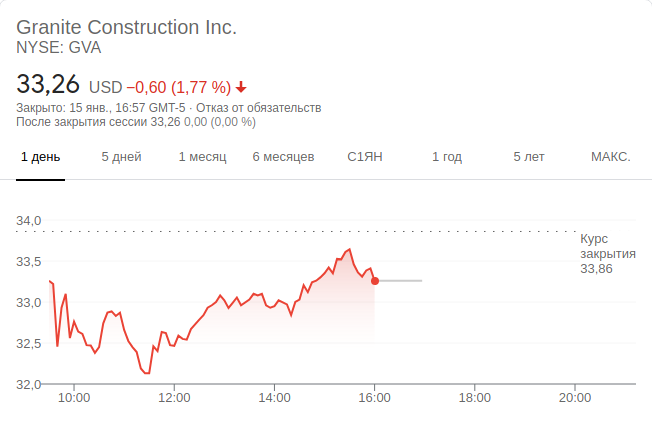 Granite Construction Inc.
NYSE: GVA
33,26 USD −0,60 (1,77 %)
Закрыто: 15 янв., 16:57 GMT-5 · Отказ от обязательств
После закрытия сессии 33,26 0,00 (0,00 %)
1 день 5 дней 1 месяц 6 месяцев С1ЯН 1 год 5 лет МАКС.
34,0
Курс
закрытия
33,86
33,5
33,0
32,5
32,0
10:00 12:00 14:00 16:00 18:00 20:00